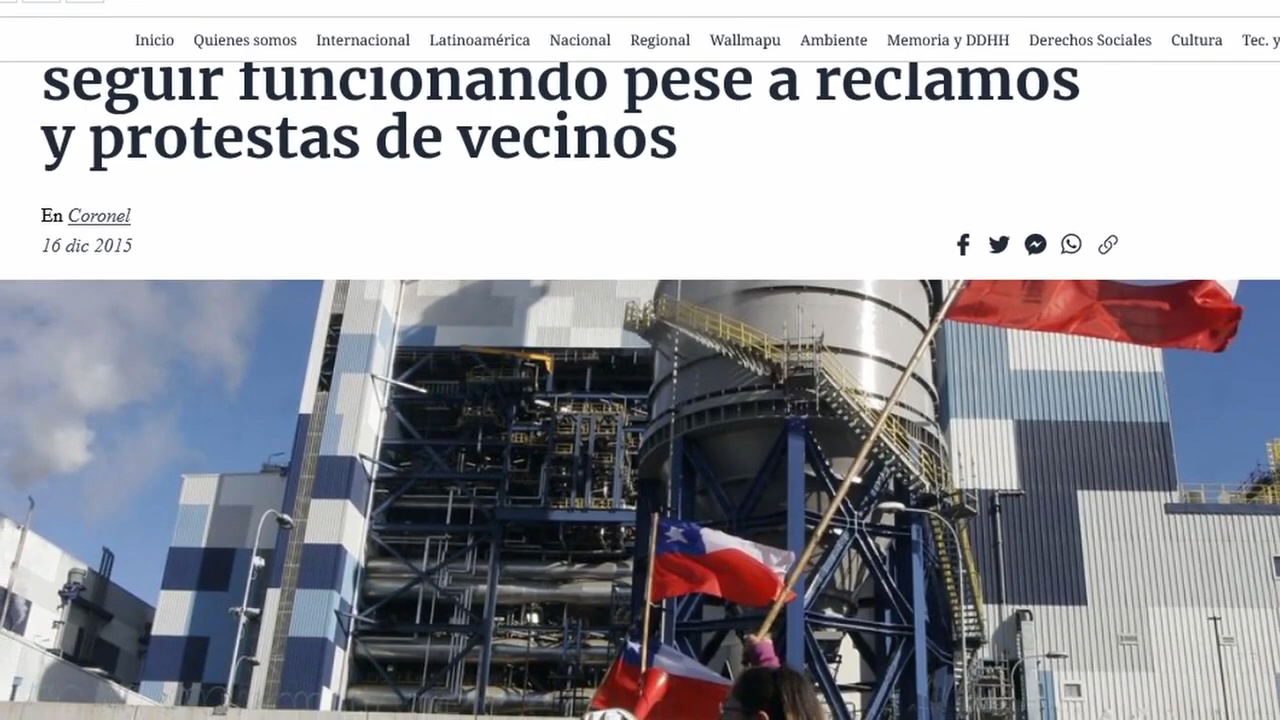 Inicio Quienes somos Internacional Latinoamérica Nacional Regional Wallmapu Ambiente Memoria y DDHH Derechos Sociales Cultura Tec. y
seguir funcionando pese a reclamos
y protestas de vecinos
En Coronel
16 dic 2015